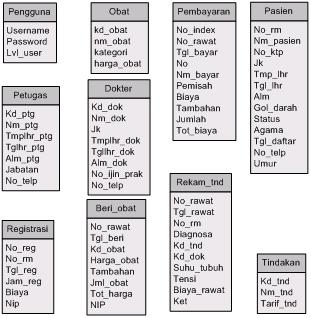 Pengguna
Username
Password
Lvl_user
Obat
kd_obat
nm_obat
kategori
harga_obat
Pembayaran
No_index
No_rawat
Tgl_bayar
No
Nm_bayar
Pemisah
Biaya
Tambahan
Jumlah
Tot_biaya
Pasien
No_rm
Nm_pasien
No_ktp
Jk
Tmp_lhr
Tgl_lhr
Alm
Gol_darah
Status
Agama
Tgl_daftar
No_telp
Umur
Petugas
Kd_ptg
Nm_ptg
Tmplhr_ptg
Tglhr_ptg
Alm_ptg
Jabatan
No_telp
Dokter
Kd_dok
Nm_dok
Jk
Tmplhr_dok
Tgllhr_dok
Alm_dok
No_ijin_prak
No_telp
Rekam_tnd
No_rawat
Tgl_rawat
No_rm
Diagnosa
Kd_tnd
Kd_dok
Suhu_tubuh
Tensi
Biaya_rawat
Ket
Registrasi
No_reg
No_rm
Tgl_reg
Jam_reg
Biaya
Nip
Beri_obat
No_rawat
Tgl_beri
Kd_obat
Harga_obat
Tambahan
Jml_obat
Tot_harga
NIP
Tindakan
Kd_tnd
Nm_tnd
Tarif_tnd